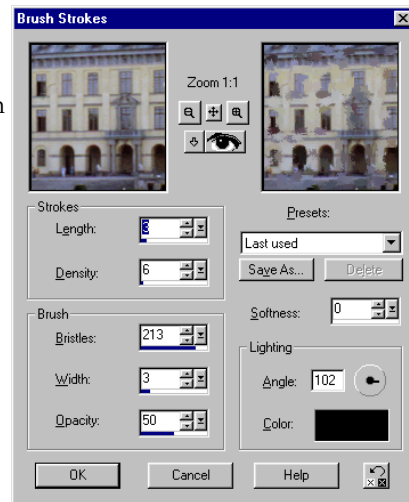 Brush Strokes
Zoom 1:1
Strokes
Length: 3
Density: 6
Presets:
Last used
Save As... Delete
Softness: 0
Brush
Bristles: 213
Width: 3
Opacity: 50
Lighting
Angle: 102
Color:
OK Cancel Help